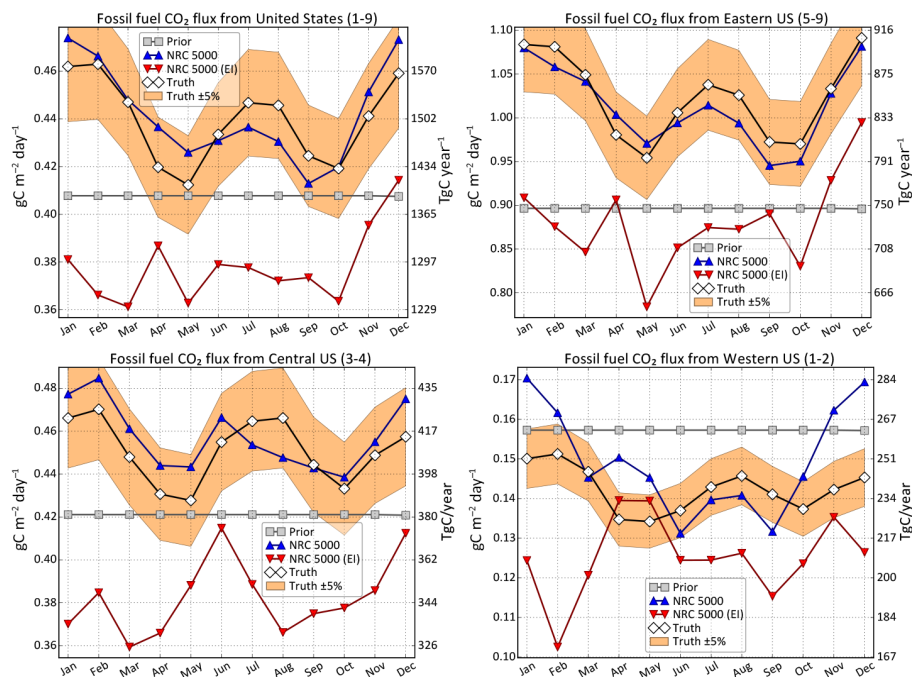 Fossil fuel CO₂ flux from United States (1-9)
gC m⁻² day⁻¹
0.46
0.44
0.42
0.40
0.38
0.36
Prior
NRC 5000
NRC 5000 (EI)
Truth
Truth ±5%
1570
1502
1434
1365
1297
1229
TgC year⁻¹
Jan Feb Mar Apr May Jun Jul Aug Sep Oct Nov Dec
Fossil fuel CO₂ flux from Eastern US (5-9)
gC m⁻² day⁻¹
1.10
1.05
1.00
0.95
0.90
0.85
0.80
Prior
NRC 5000
NRC 5000 (EI)
Truth
Truth ±5%
916
875
833
791
750
708
666
TgC year⁻¹
Jan Feb Mar Apr May Jun Jul Aug Sep Oct Nov Dec
Fossil fuel CO₂ flux from Central US (3-4)
gC m⁻² day⁻¹
0.48
0.46
0.44
0.42
0.40
0.38
0.36
Prior
NRC 5000
NRC 5000 (EI)
Truth
Truth ±5%
435
417
398
380
362
344
326
TgC/year
Jan Feb Mar Apr May Jun Jul Aug Sep Oct Nov Dec
Fossil fuel CO₂ flux from Western US (1-2)
gC m⁻² day⁻¹
0.17
0.16
0.15
0.14
0.13
0.12
0.11
0.10
Prior
NRC 5000
NRC 5000 (EI)
Truth
Truth ±5%
284
267
251
234
217
200
184
167
TgC/year
Jan Feb Mar Apr May Jun Jul Aug Sep Oct Nov Dec